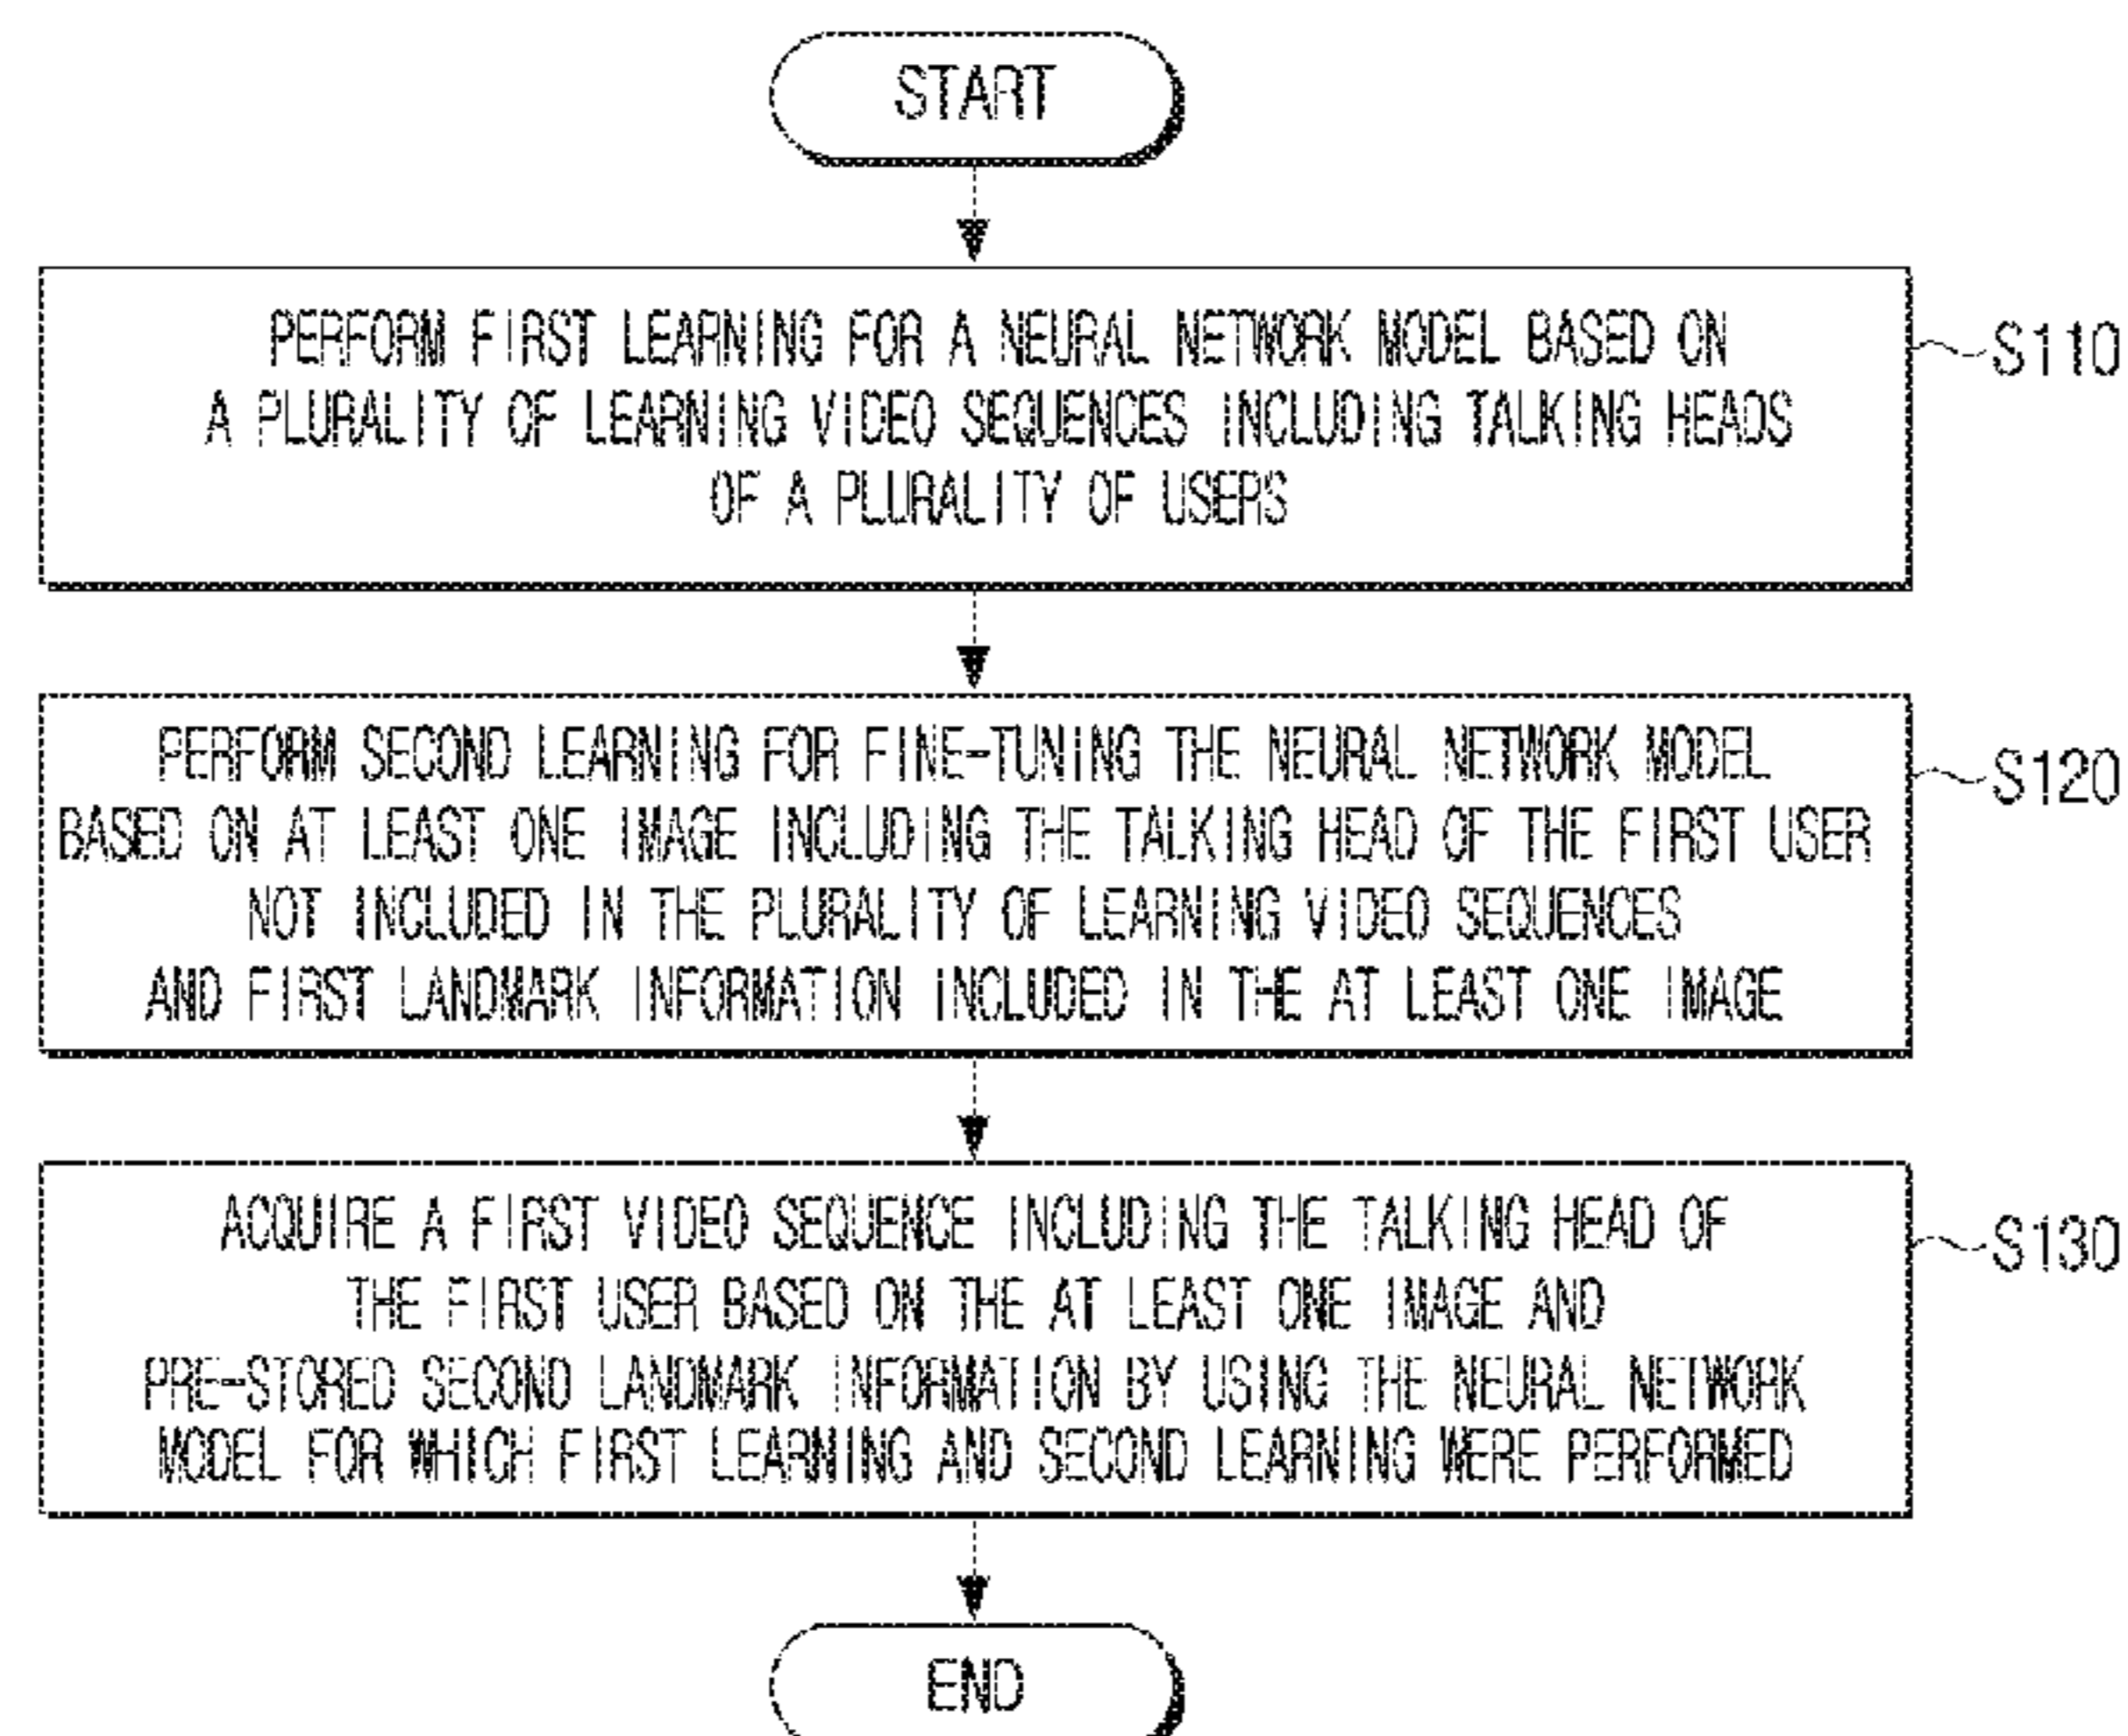 START
PERFORM FIRST LEARNING FOR A NEURAL NETWORK MODEL BASED ON
A PLURALITY OF LEARNING VIDEO SEQUENCES INCLUDING TALKING HEADS
OF A PLURALITY OF USERS
S110
PERFORM SECOND LEARNING FOR FINE-TUNING THE NEURAL NETWORK MODEL
BASED ON AT LEAST ONE IMAGE INCLUDING THE TALKING HEAD OF THE FIRST USER
NOT INCLUDED IN THE PLURALITY OF LEARNING VIDEO SEQUENCES
AND FIRST LANDMARK INFORMATION INCLUDED IN THE AT LEAST ONE IMAGE
S120
ACQUIRE A FIRST VIDEO SEQUENCE INCLUDING THE TALKING HEAD OF
THE FIRST USER BASED ON THE AT LEAST ONE IMAGE AND
PRE-STORED SECOND LANDMARK INFORMATION BY USING THE NEURAL NETWORK
MODEL FOR WHICH FIRST LEARNING AND SECOND LEARNING WERE PERFORMED
S130
END